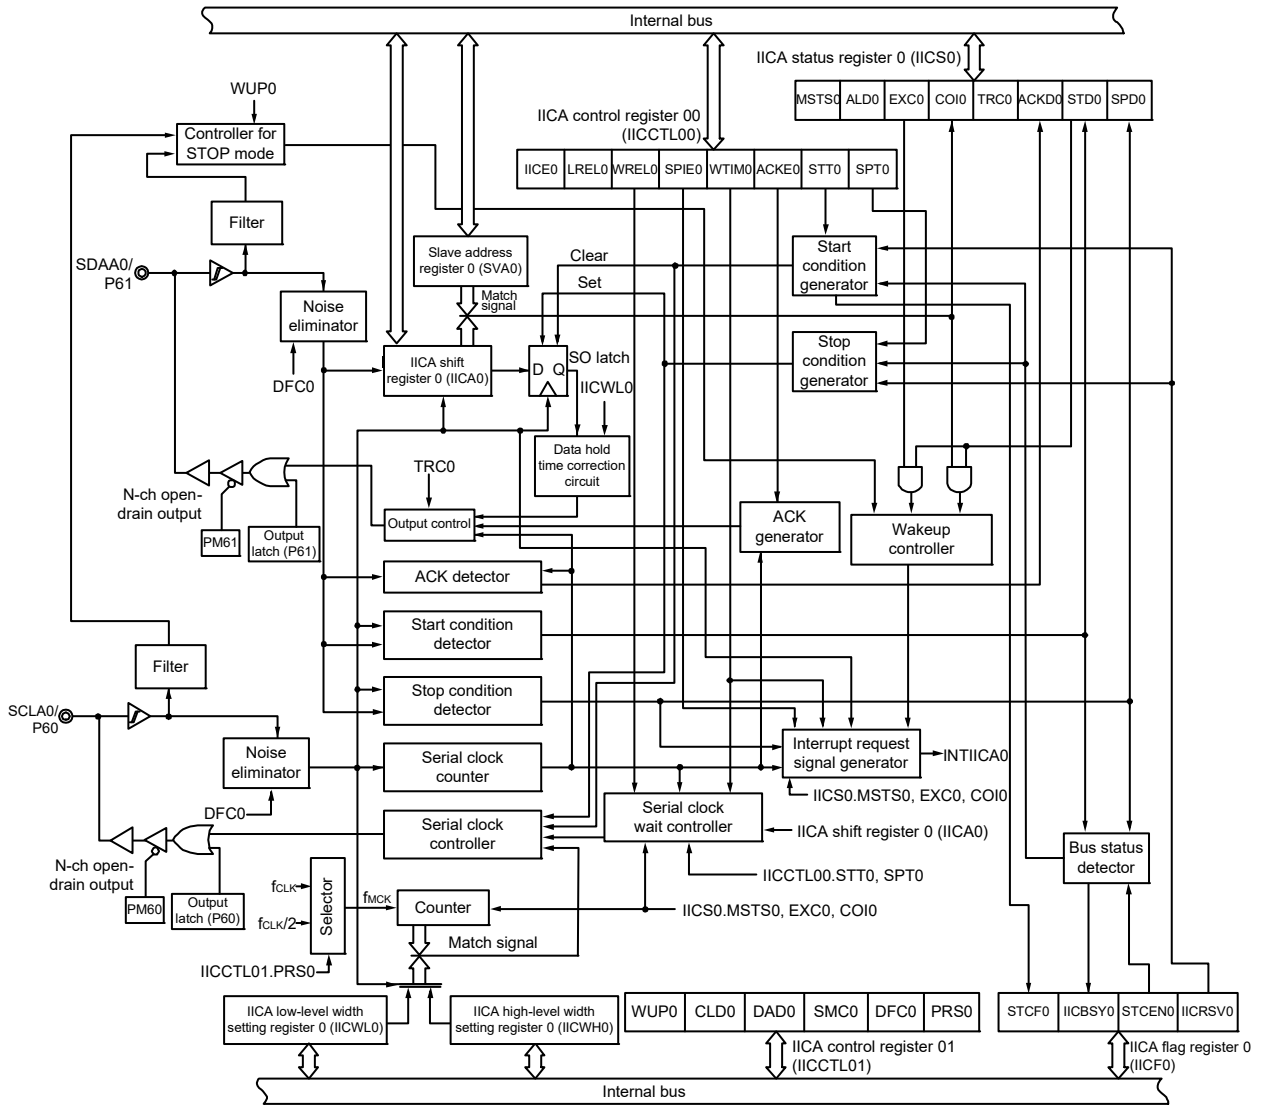 Internal bus
IICA status register 0 (IICS0)
MSTS0 ALD0 EXC0 COI0 TRC0 ACKD0 STD0 SPD0
WUP0
IICA control register 00
(IICCTL00)
Controller for
STOP mode
IICE0 LREL0 WREL0 SPIE0 WTIM0 ACKE0 STT0 SPT0
Filter
SDAA0/
P61
Slave address
register 0 (SVA0)
Clear
Set
Match
signal
Start
condition
generator
Noise
eliminator
DFC0
IICA shift
register 0 (IICA0)
D Q
SO latch
IICWL0
Stop
condition
generator
Data hold
time correction
circuit
TRC0
N-ch open-
drain output
PM61
Output
latch (P61)
Output control
ACK
generator
Wakeup
controller
ACK detector
Start condition
detector
Filter
Stop condition
detector
SCLA0/
P60
Noise
eliminator
DFC0
Serial clock
counter
Interrupt request
signal generator
INTIICA0
IICS0.MSTS0, EXC0, COI0
Serial clock
controller
Serial clock
wait controller
IICA shift register 0 (IICA0)
Bus status
detector
N-ch open-
drain output
PM60
Output
latch (P60)
IICCTL00.STT0, SPT0
fCLK
fCLK/2
Selector
fMCK
Counter
IICS0.MSTS0, EXC0, COI0
Match signal
IICCTL01.PRS0
IICA low-level width
setting register 0 (IICWL0)
IICA high-level width
setting register 0 (IICWH0)
WUP0 CLD0 DAD0 SMC0 DFC0 PRS0
STCF0 IICBSY0 STCEN0 IICRSV0
IICA control register 01
(IICCTL01)
IICA flag register 0
(IICF0)
Internal bus